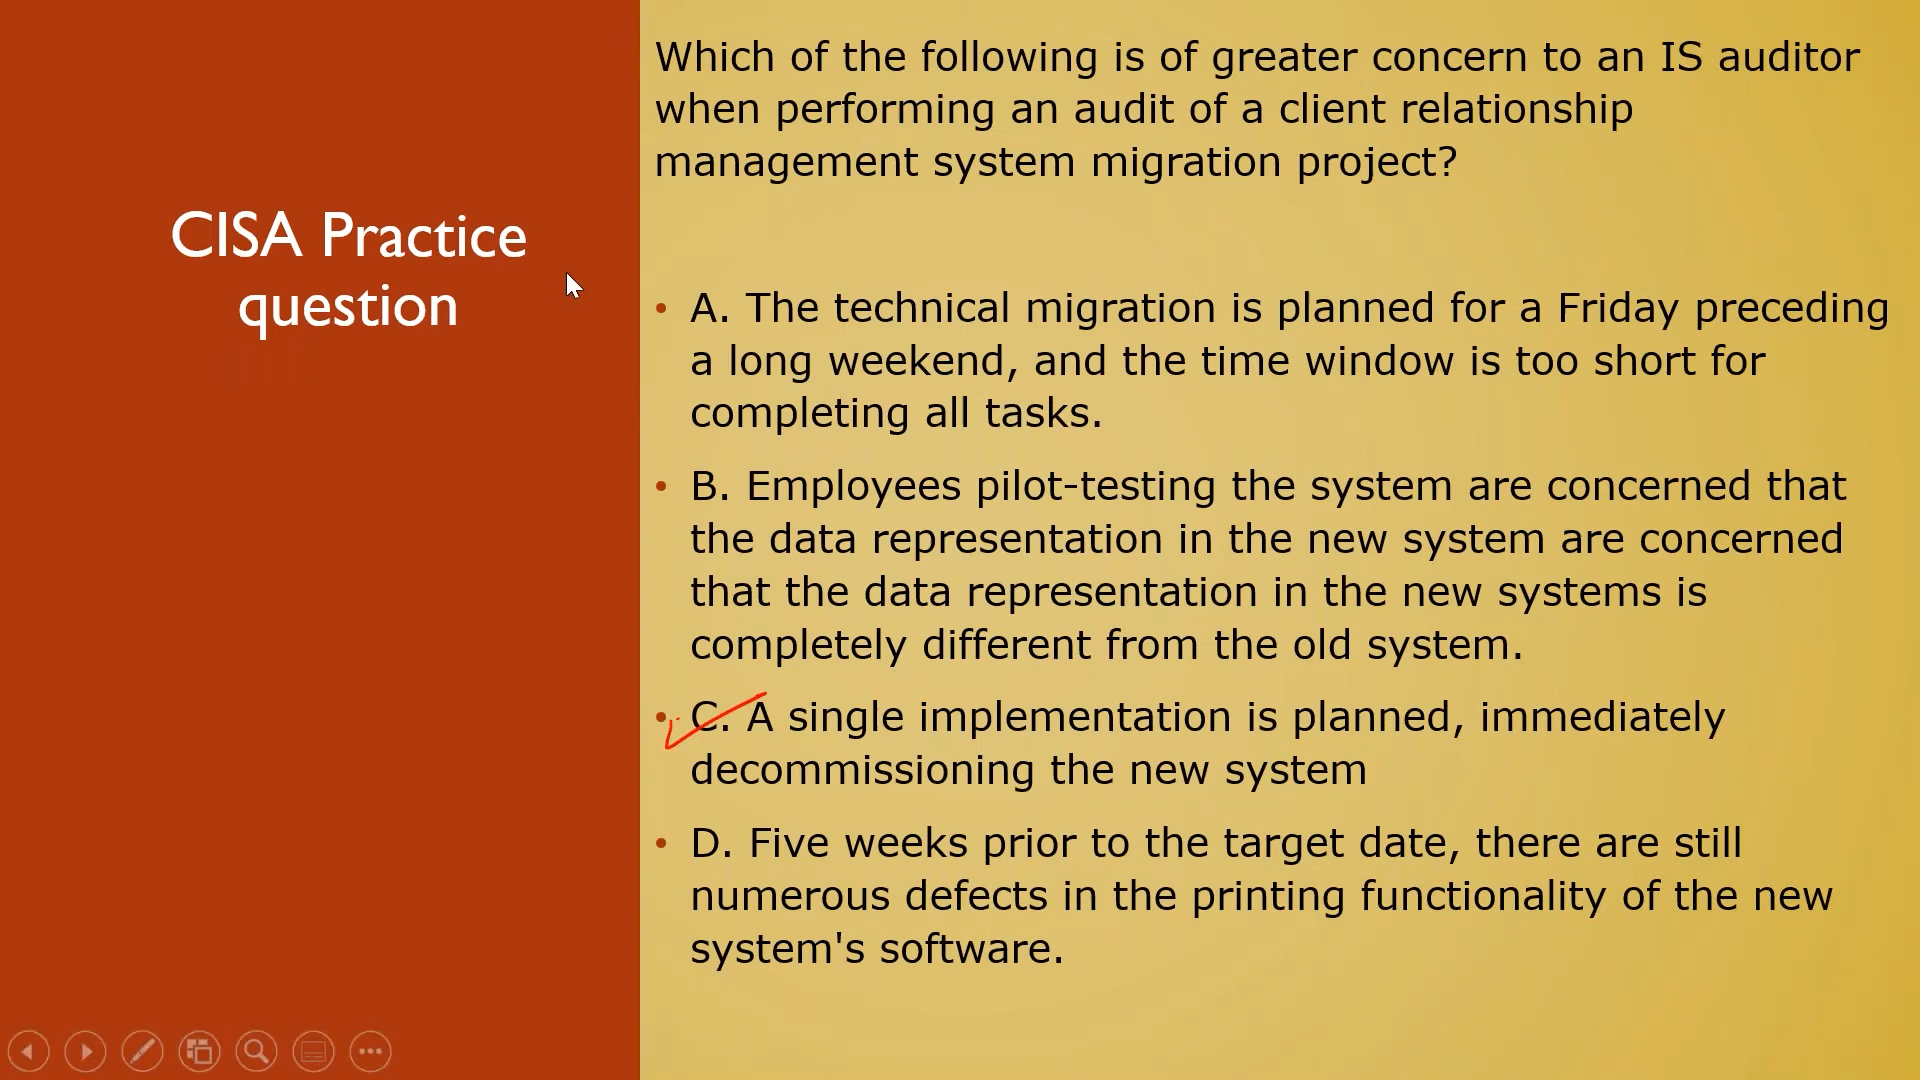 CISA Practice
question
Which of the following is of greater concern to an IS auditor
when performing an audit of a client relationship
management system migration project?
• A. The technical migration is planned for a Friday preceding
a long weekend, and the time window is too short for
completing all tasks.
• B. Employees pilot-testing the system are concerned that
the data representation in the new system are concerned
that the data representation in the new systems is
completely different from the old system.
• C. A single implementation is planned, immediately
decommissioning the new system
• D. Five weeks prior to the target date, there are still
numerous defects in the printing functionality of the new
system's software.